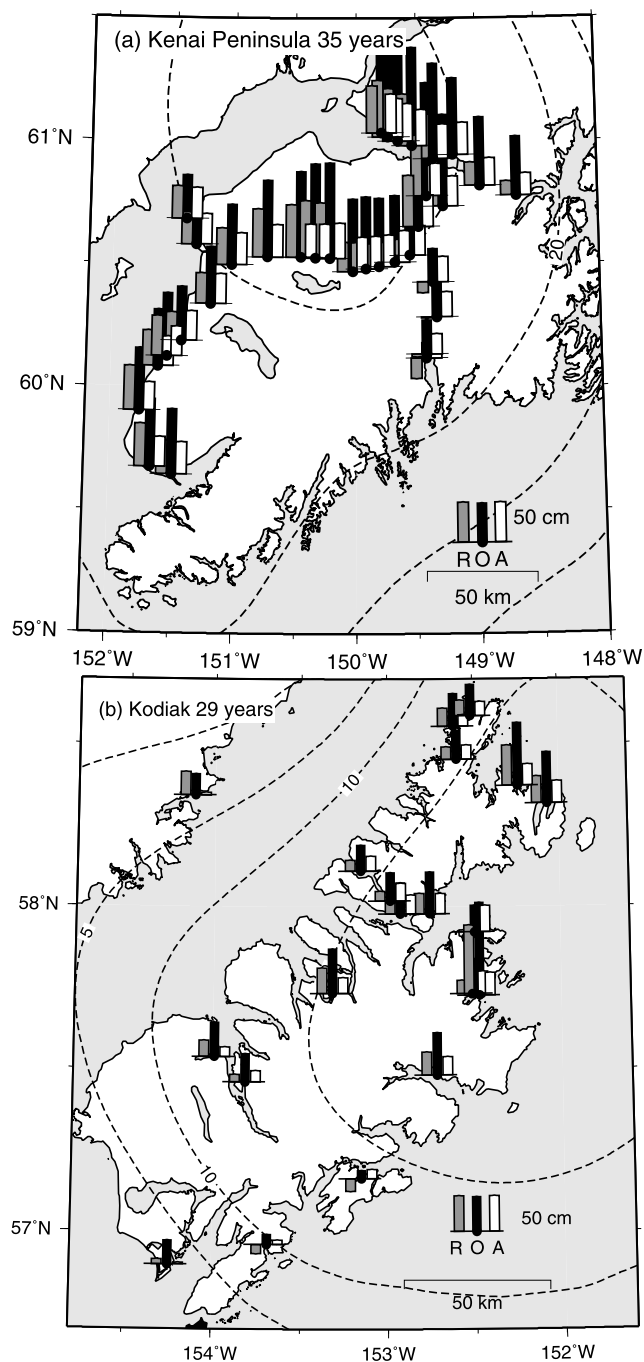 (a) Kenai Peninsula 35 years
61˚N
20
60˚N
50 cm
R O A
50 km
59˚N
152˚W 151˚W 150˚W 149˚W 148˚W
(b) Kodiak 29 years
10
58˚N
5
10
50 cm
57˚N
R O A
50 km
154˚W 153˚W 152˚W